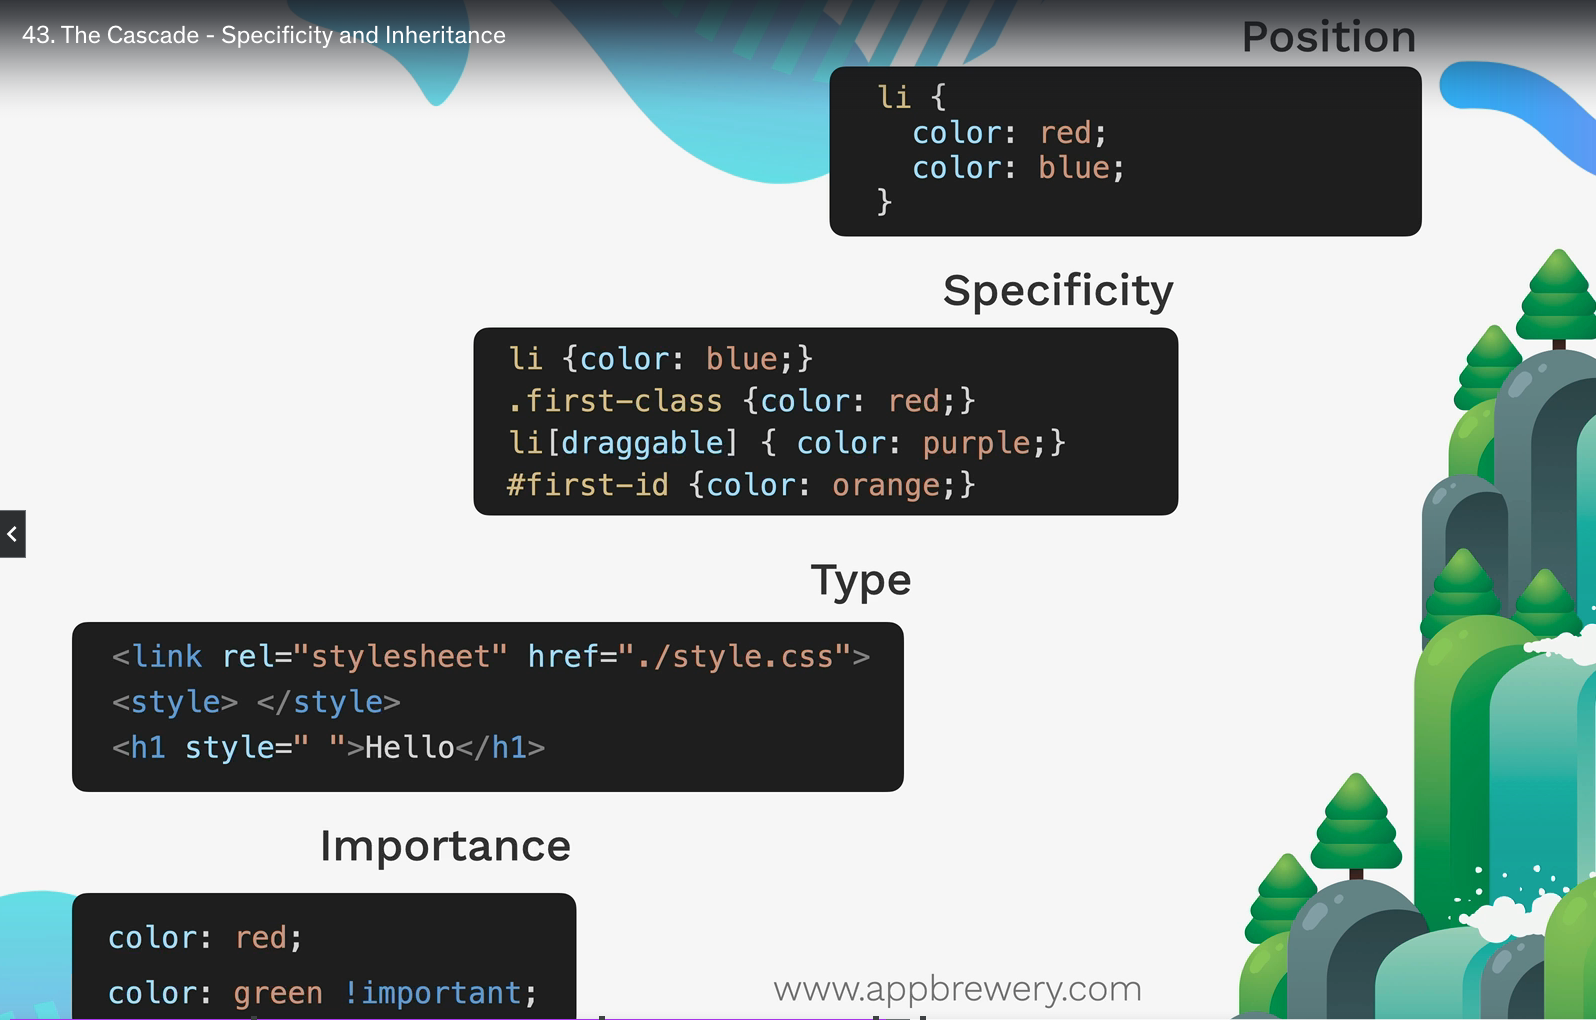 43. The Cascade - Specificity and Inheritance
Position
li {
color: red;
color: blue;
}
Specificity
li {color: blue;}
.first-class {color: red;}
li[draggable] { color: purple;}
#first-id {color: orange;}
Type
<link rel="stylesheet" href="./style.css">
<style> </style>
<h1 style=" ">Hello</h1>
Importance
color: red;
color: green !important;
www.appbrewery.com